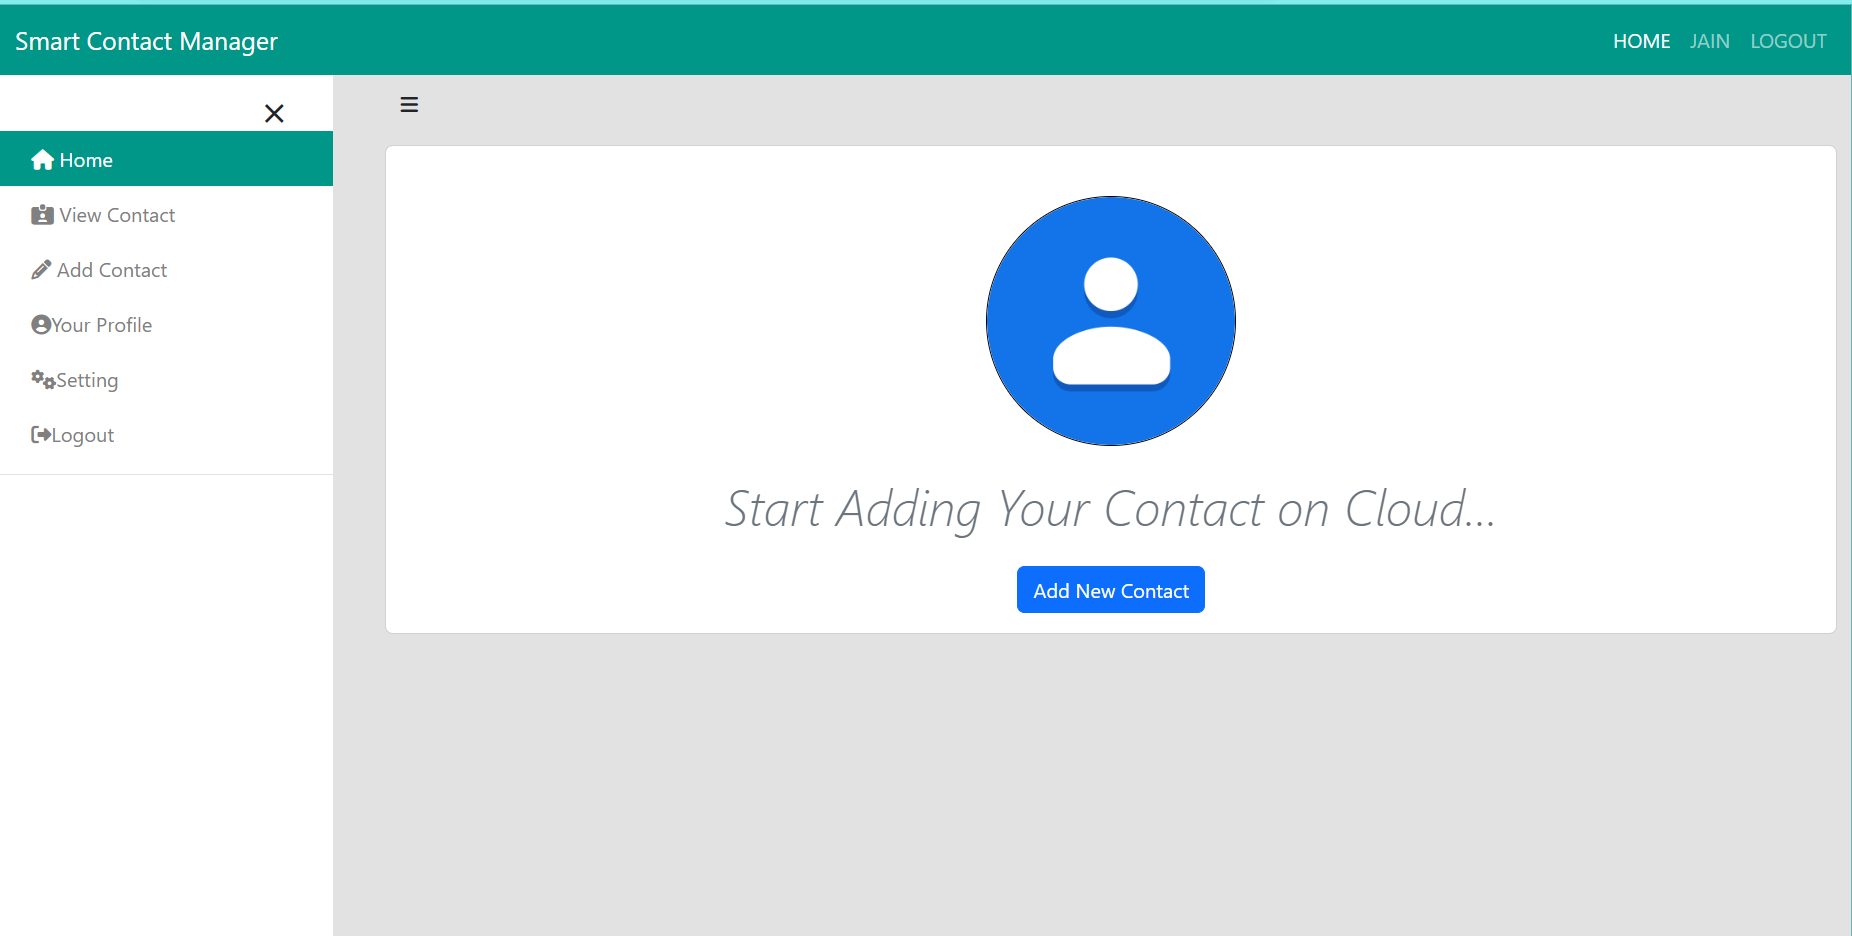 Smart Contact Manager
HOME JAIN LOGOUT
Home
View Contact
Add Contact
Your Profile
Setting
Logout
Start Adding Your Contact on Cloud...
Add New Contact